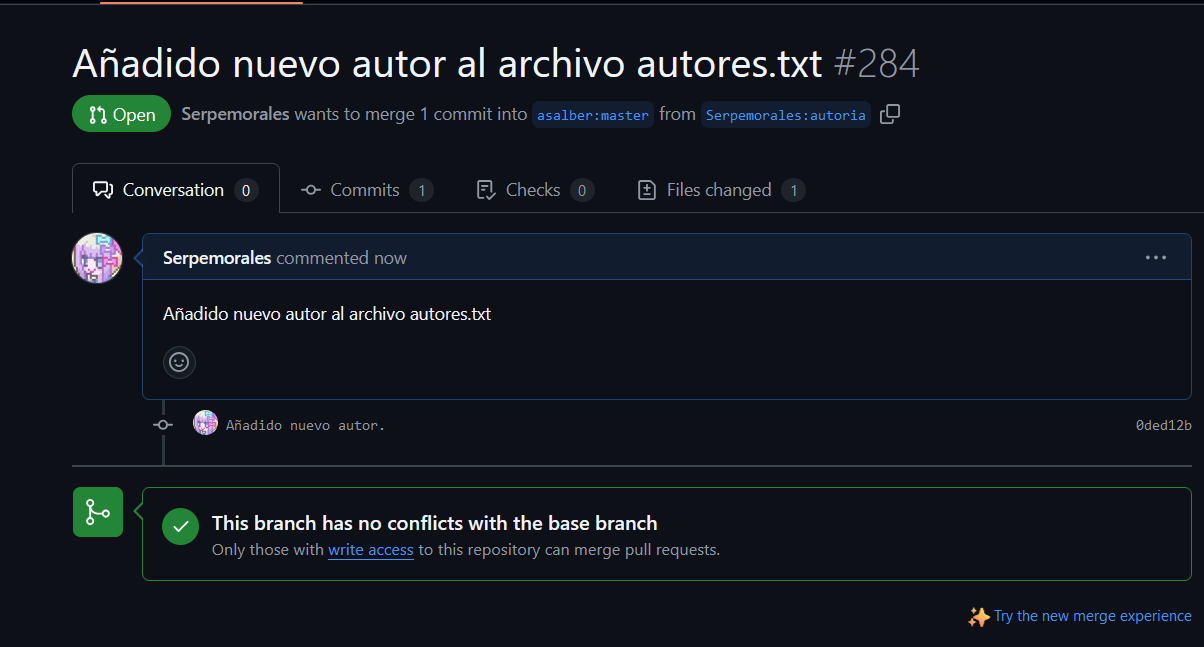 Añadido nuevo autor al archivo autores.txt #284
Open Serpemorales wants to merge 1 commit into asalber:master from Serpemorales:autoria
Conversation 0 Commits 1 Checks 0 Files changed 1
Serpemorales commented now
Añadido nuevo autor al archivo autores.txt
Añadido nuevo autor. 0ded12b
This branch has no conflicts with the base branch
Only those with write access to this repository can merge pull requests.
Try the new merge experience